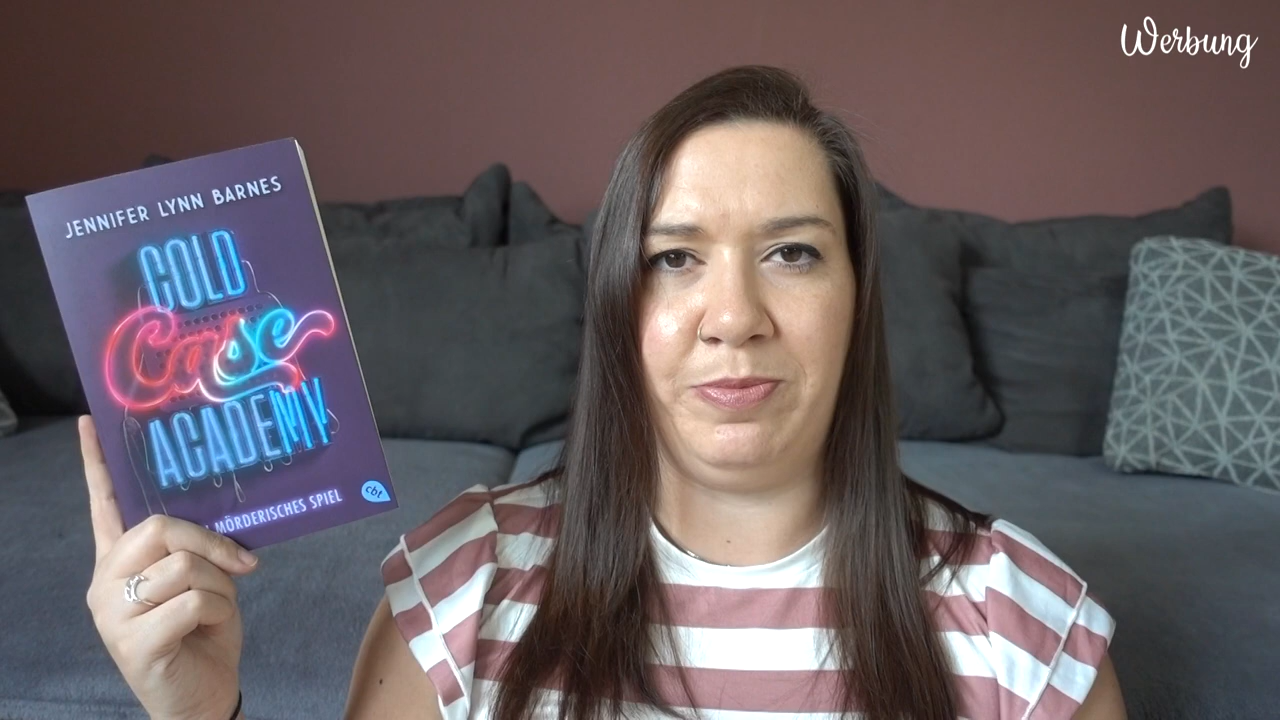 Werbung
JENNIFER LYNN BARNES
COLD
Case
ACADEMY
MÖRDERISCHES SPIEL
cbt